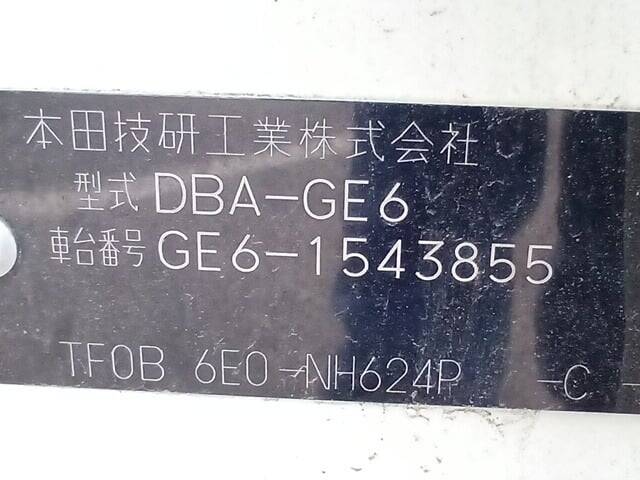 本田技研工業株式会社
型式 DBA-GE6
車台番号 GE6-1543855
TF0B 6E0-NH624P -C -